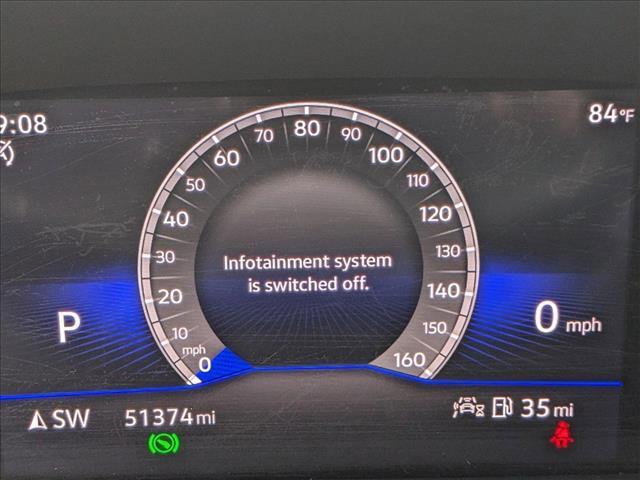 9:08
84°F
80
70
90
60
100
50
110
40
120
30
130
Infotainment system
is switched off.
20
140
P
0 mph
10
150
mph
0
160
SW
51374 mi
35 mi